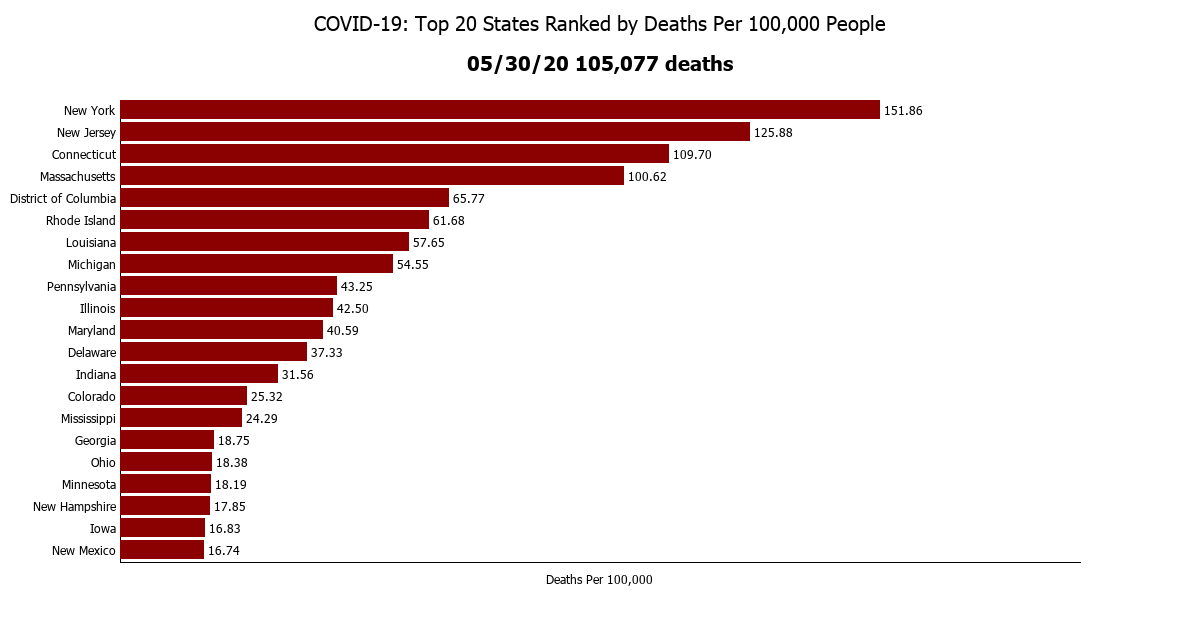 COVID-19: Top 20 States Ranked by Deaths Per 100,000 People
05/30/20 105,077 deaths
New York 151.86
New Jersey 125.88
Connecticut 109.70
Massachusetts 100.62
District of Columbia 65.77
Rhode Island 61.68
Louisiana 57.65
Michigan 54.55
Pennsylvania 43.25
Illinois 42.50
Maryland 40.59
Delaware 37.33
Indiana 31.56
Colorado 25.32
Mississippi 24.29
Georgia 18.75
Ohio 18.38
Minnesota 18.19
New Hampshire 17.85
Iowa 16.83
New Mexico 16.74
Deaths Per 100,000